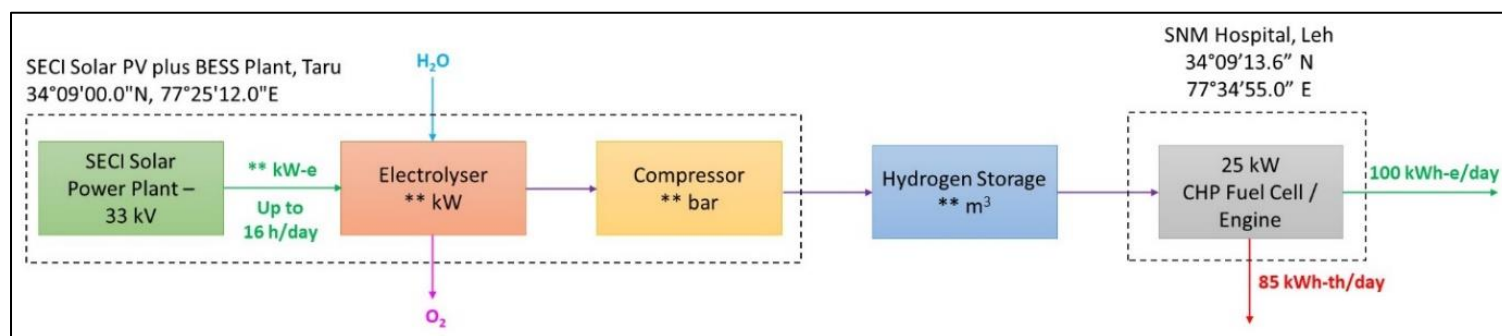 SECI Solar PV plus BESS Plant, Taru
34°09'00.0"N, 77°25'12.0"E
H₂O
SNM Hospital, Leh
34°09’13.6” N
77°34’55.0” E
SECI Solar
Power Plant –
33 kV
** kW-e
Up to
16 h/day
Electrolyser
** kW
Compressor
** bar
Hydrogen Storage
** m³
25 kW
CHP Fuel Cell /
Engine
100 kWh-e/day
85 kWh-th/day
O₂